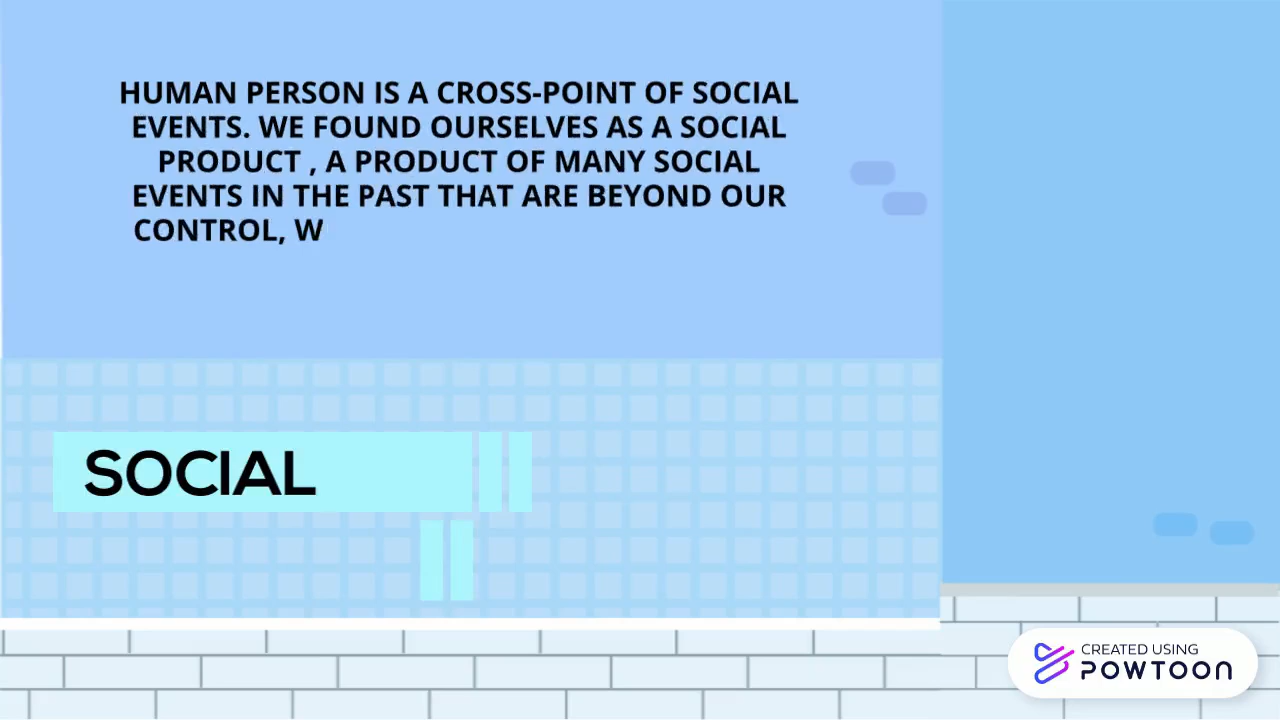 HUMAN PERSON IS A CROSS-POINT OF SOCIAL
EVENTS. WE FOUND OURSELVES AS A SOCIAL
PRODUCT , A PRODUCT OF MANY SOCIAL
EVENTS IN THE PAST THAT ARE BEYOND OUR
CONTROL, W
SOCIAL
CREATED USING
POWTOON